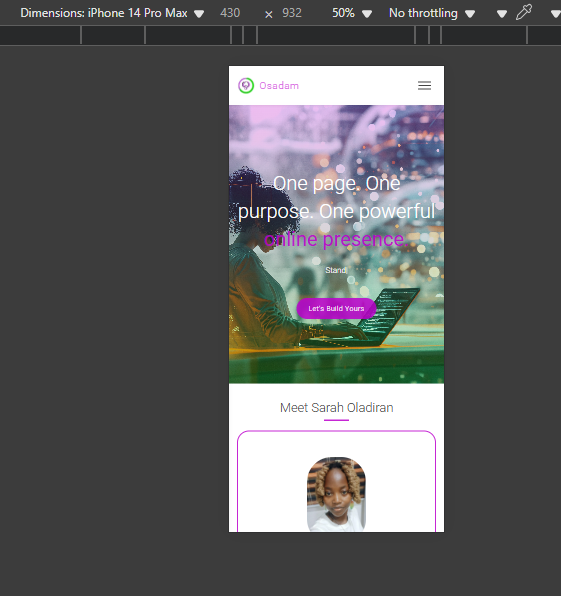 Dimensions: iPhone 14 Pro Max 430 × 932 50% No throttling
Osadam
One page. One
purpose. One powerful
online presence
Stand
Let's Build Yours
Meet Sarah Oladiran